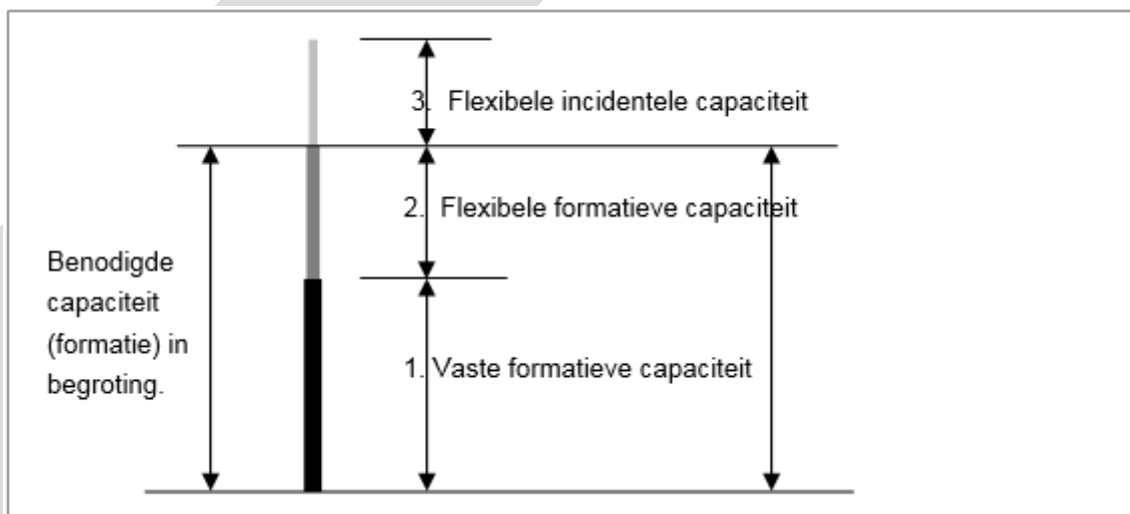 3. Flexibele incidentele capaciteit
2. Flexibele formatieve capaciteit
Benodigde
capaciteit
(formatie) in
begroting.
1. Vaste formatieve capaciteit